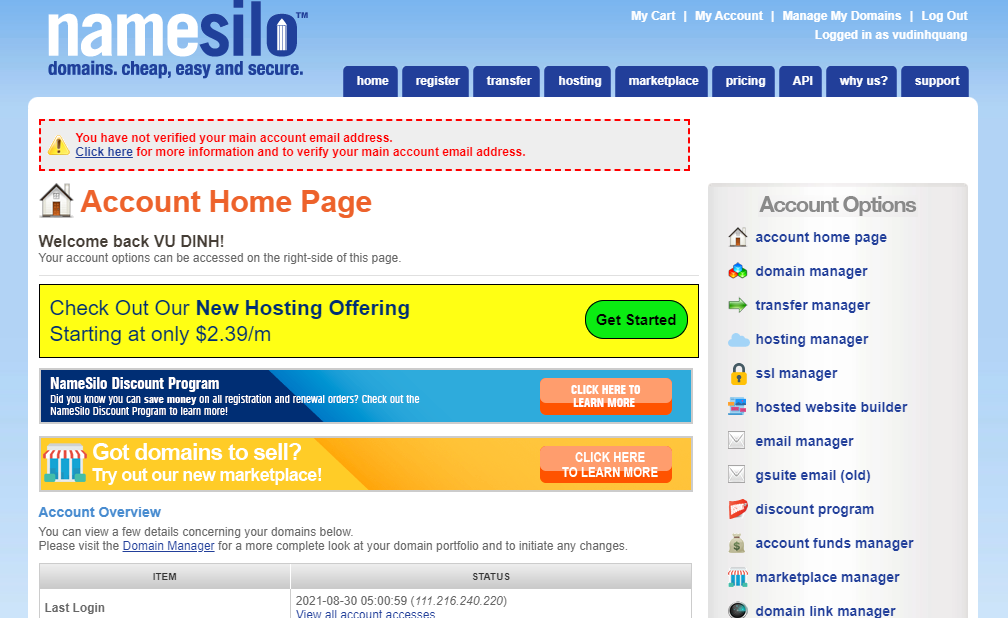 namesilo™
domains. cheap, easy and secure.
My Cart | My Account | Manage My Domains | Log Out
Logged in as vudinhquang
home register transfer hosting marketplace pricing API why us? support
You have not verified your main account email address.
Click here for more information and to verify your main account email address.
Account Home Page
Welcome back VU DINH!
Your account options can be accessed on the right-side of this page.
Check Out Our New Hosting Offering
Starting at only $2.39/m
Get Started
NameSilo Discount Program
Did you know you can save money on all registration and renewal orders? Check out the
NameSilo Discount Program to learn more!
CLICK HERE TO
LEARN MORE
Got domains to sell?
Try out our new marketplace!
CLICK HERE
TO LEARN MORE
Account Overview
You can view a few details concerning your domains below.
Please visit the Domain Manager for a more complete look at your domain portfolio and to initiate any changes.
ITEM STATUS
Last Login
2021-08-30 05:00:59 (111.216.240.220)
View all account accesses
Account Options
account home page
domain manager
transfer manager
hosting manager
ssl manager
hosted website builder
email manager
gsuite email (old)
discount program
account funds manager
marketplace manager
domain link manager